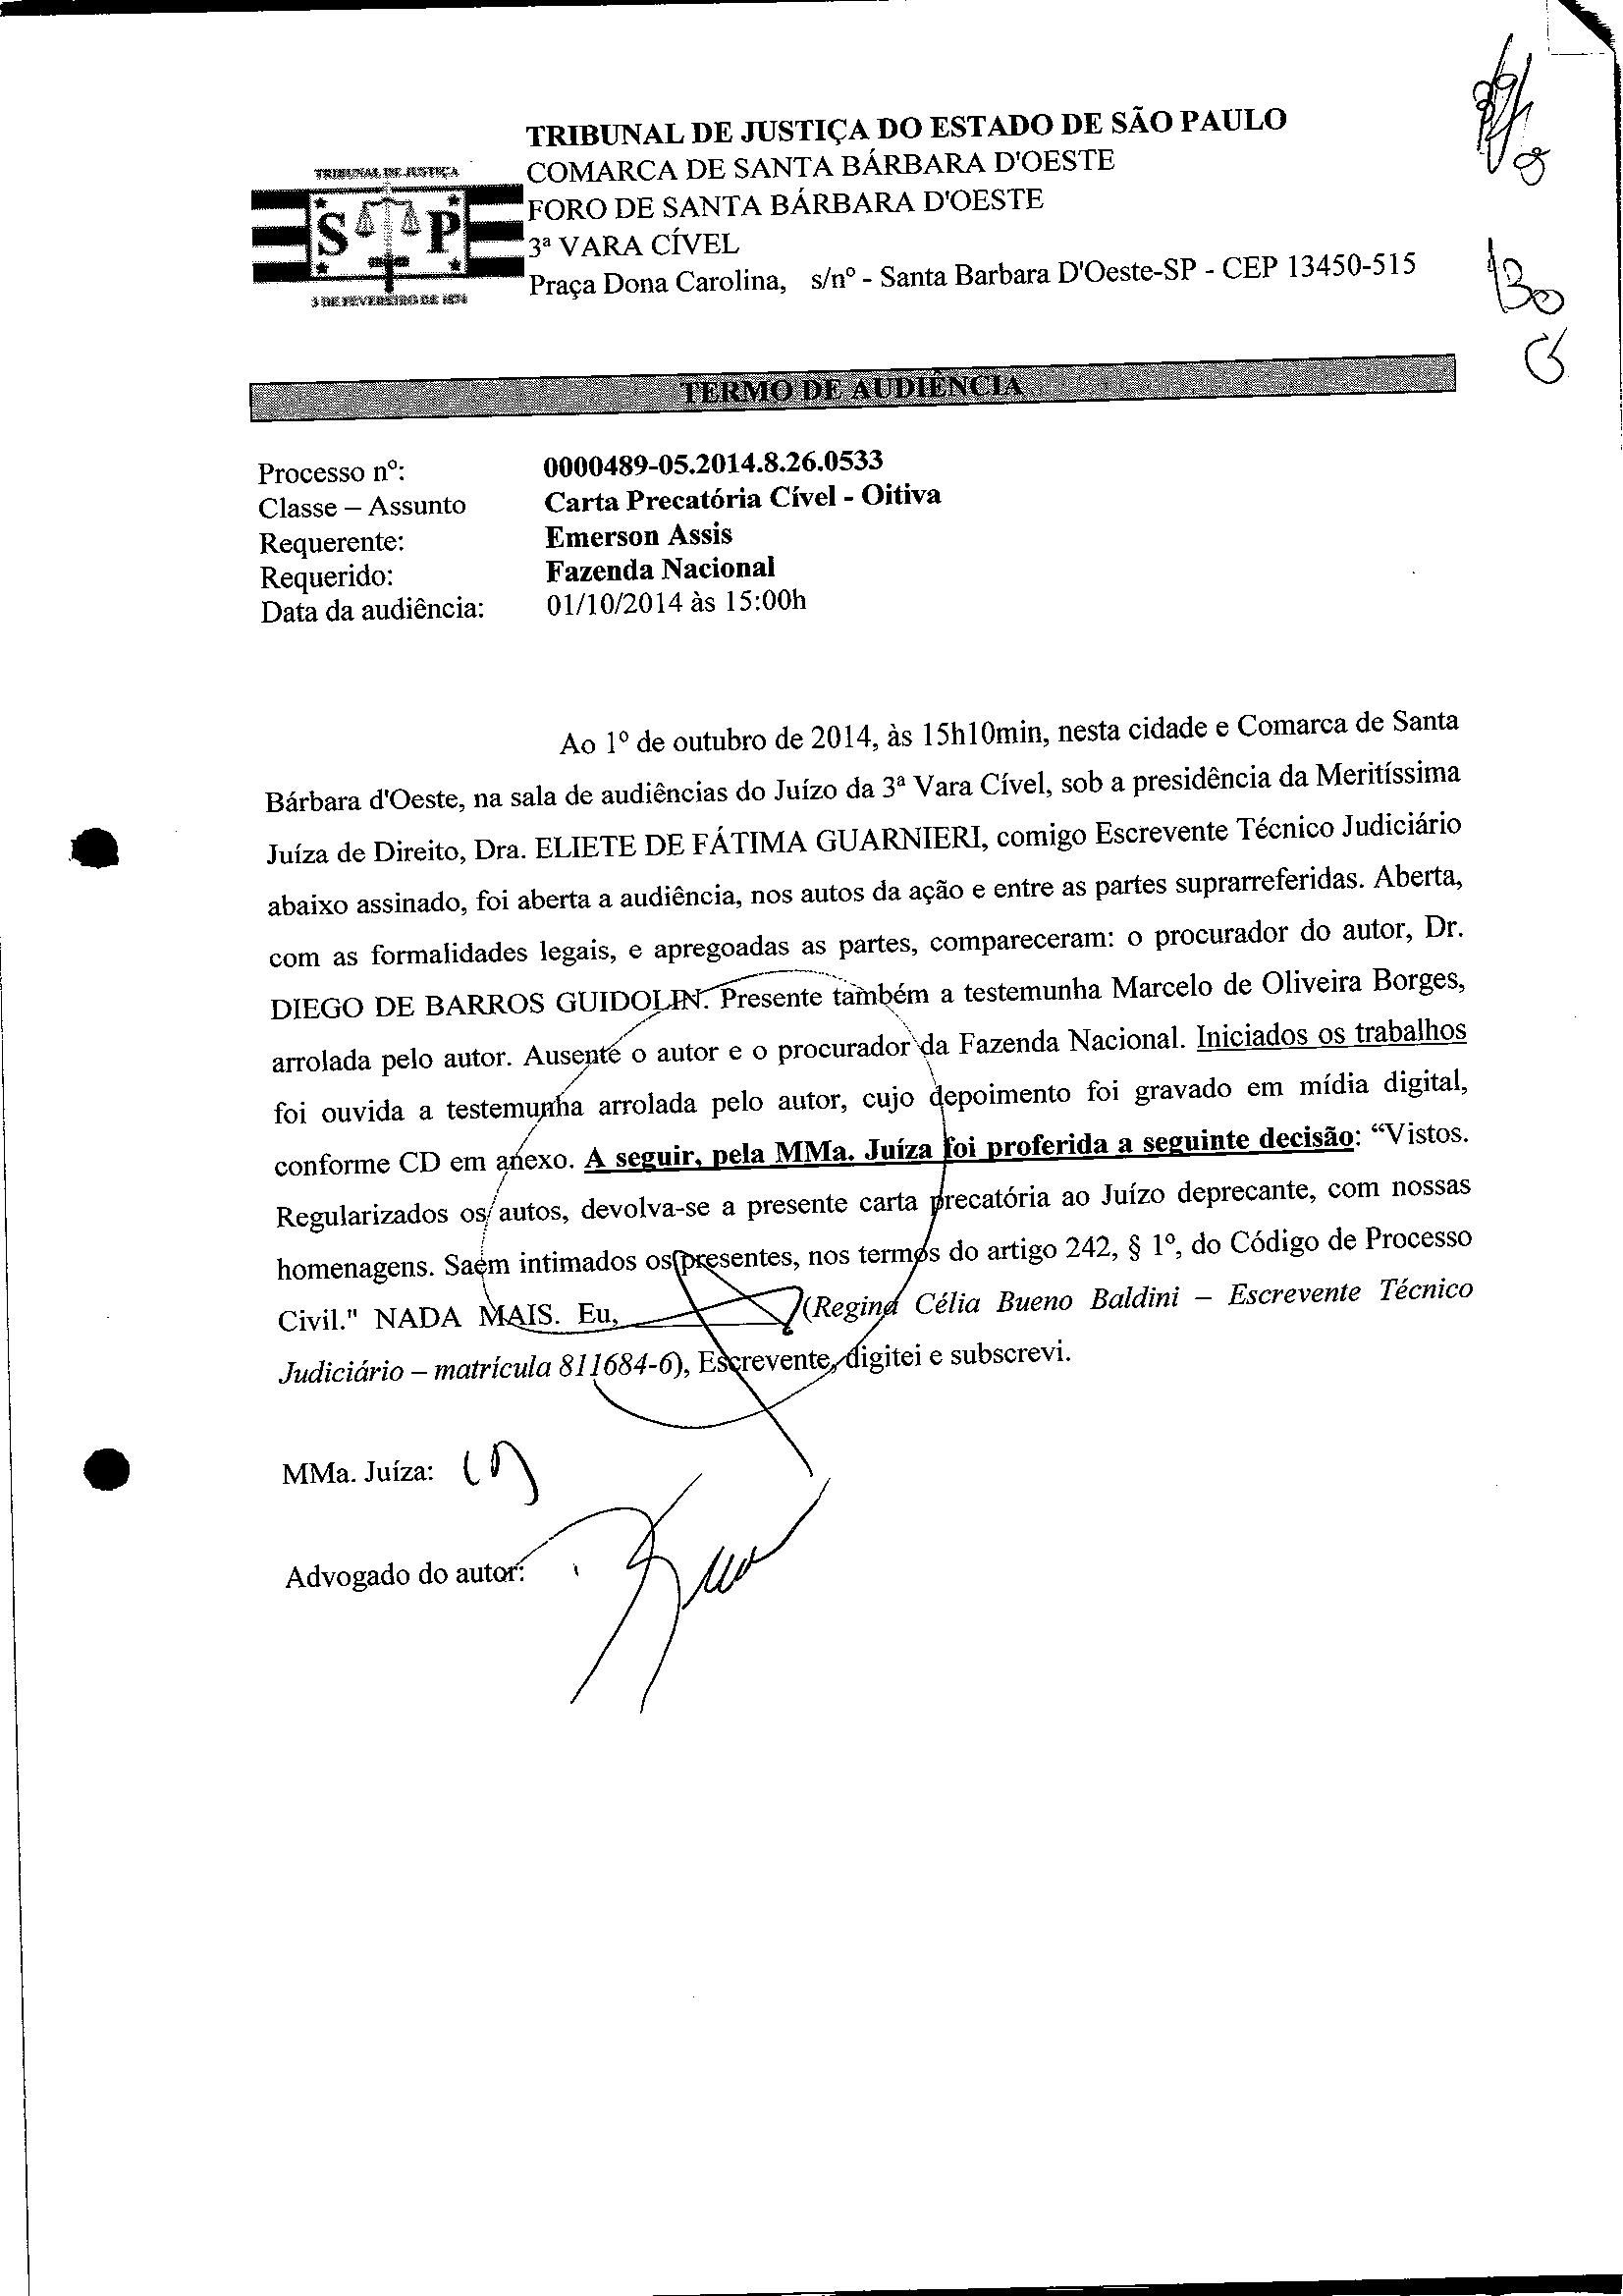 TRIBUNAL DE JUSTIÇA
S P
3 DE FEVEREIRO DE 1874
TRIBUNAL DE JUSTIÇA DO ESTADO DE SÃO PAULO
COMARCA DE SANTA BÁRBARA D'OESTE
FORO DE SANTA BÁRBARA D'OESTE
3ª VARA CÍVEL
Praça Dona Carolina, s/nº - Santa Barbara D'Oeste-SP - CEP 13450-515
TERMO DE AUDIÊNCIA
Processo nº: 0000489-05.2014.8.26.0533
Classe – Assunto Carta Precatória Cível - Oitiva
Requerente: Emerson Assis
Requerido: Fazenda Nacional
Data da audiência: 01/10/2014 às 15:00h
Ao 1º de outubro de 2014, às 15h10min, nesta cidade e Comarca de Santa
Bárbara d'Oeste, na sala de audiências do Juízo da 3ª Vara Cível, sob a presidência da Meritíssima
Juíza de Direito, Dra. ELIETE DE FÁTIMA GUARNIERI, comigo Escrevente Técnico Judiciário
abaixo assinado, foi aberta a audiência, nos autos da ação e entre as partes suprarreferidas. Aberta,
com as formalidades legais, e apregoadas as partes, compareceram: o procurador do autor, Dr.
DIEGO DE BARROS GUIDOLIN. Presente também a testemunha Marcelo de Oliveira Borges,
arrolada pelo autor. Ausente o autor e o procurador da Fazenda Nacional. Iniciados os trabalhos
foi ouvida a testemunha arrolada pelo autor, cujo depoimento foi gravado em mídia digital,
conforme CD em anexo. A seguir, pela MMa. Juíza foi proferida a seguinte decisão: “Vistos.
Regularizados os autos, devolva-se a presente carta precatória ao Juízo deprecante, com nossas
homenagens. Saem intimados os presentes, nos termos do artigo 242, § 1º, do Código de Processo
Civil." NADA MAIS. Eu, (Regina Célia Bueno Baldini – Escrevente Técnico
Judiciário – matrícula 811684-6), Escrevente, digitei e subscrevi.
MMa. Juíza:
Advogado do autor: